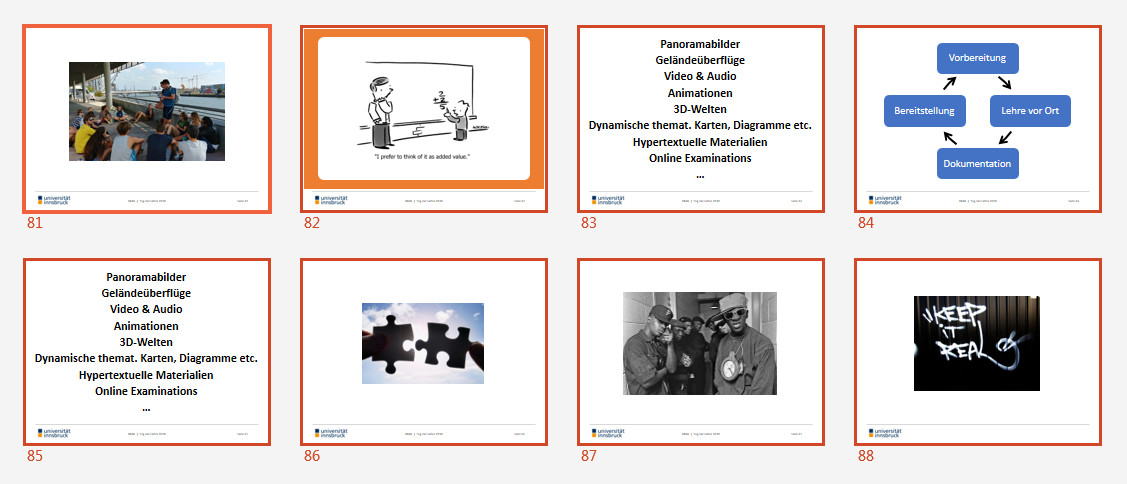 "I prefer to think of it as added value."
universität
innsbruck
universität
innsbruck
81
82
Panoramabilder
Geländeüberflüge
Video & Audio
Animationen
3D-Welten
Dynamische themat. Karten, Diagramme etc.
Hypertextuelle Materialien
Online Examinations
...
universität
innsbruck
83
Vorbereitung
Bereitstellung
Lehre vor Ort
Dokumentation
universität
innsbruck
84
Panoramabilder
Geländeüberflüge
Video & Audio
Animationen
3D-Welten
Dynamische themat. Karten, Diagramme etc.
Hypertextuelle Materialien
Online Examinations
...
universität
innsbruck
85
universität
innsbruck
86
universität
innsbruck
87
KEEP
IT
REAL
universität
innsbruck
88